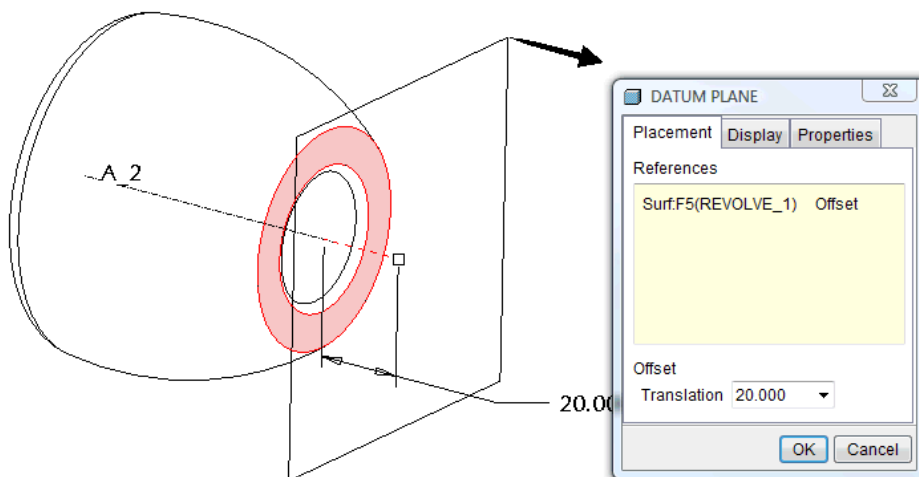 A_2
20.00
DATUM PLANE
Placement Display Properties
References
Surf:F5(REVOLVE_1) Offset
Offset
Translation 20.000
OK Cancel